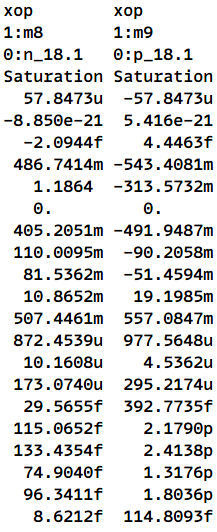 xop xop
1:m8 1:m9
0:n_18.1 0:p_18.1
Saturation Saturation
57.8473u -57.8473u
-8.850e-21 5.416e-21
-2.0944f 4.4463f
486.7414m -543.4081m
1.1864 -313.5732m
0. 0.
405.2051m -491.9487m
110.0095m -90.2058m
81.5362m -51.4594m
10.8652m 19.1985m
507.4461m 557.0847m
872.4539u 977.5648u
10.1608u 4.5362u
173.0740u 295.2174u
29.5655f 392.7735f
115.0652f 2.1790p
133.4354f 2.4138p
74.9040f 1.3176p
96.3411f 1.8036p
8.6212f 114.8093f